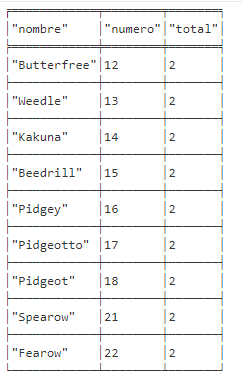 "nombre" "numero" "total"
"Butterfree" 12 2
"Weedle" 13 2
"Kakuna" 14 2
"Beedrill" 15 2
"Pidgey" 16 2
"Pidgeotto" 17 2
"Pidgeot" 18 2
"Spearow" 21 2
"Fearow" 22 2